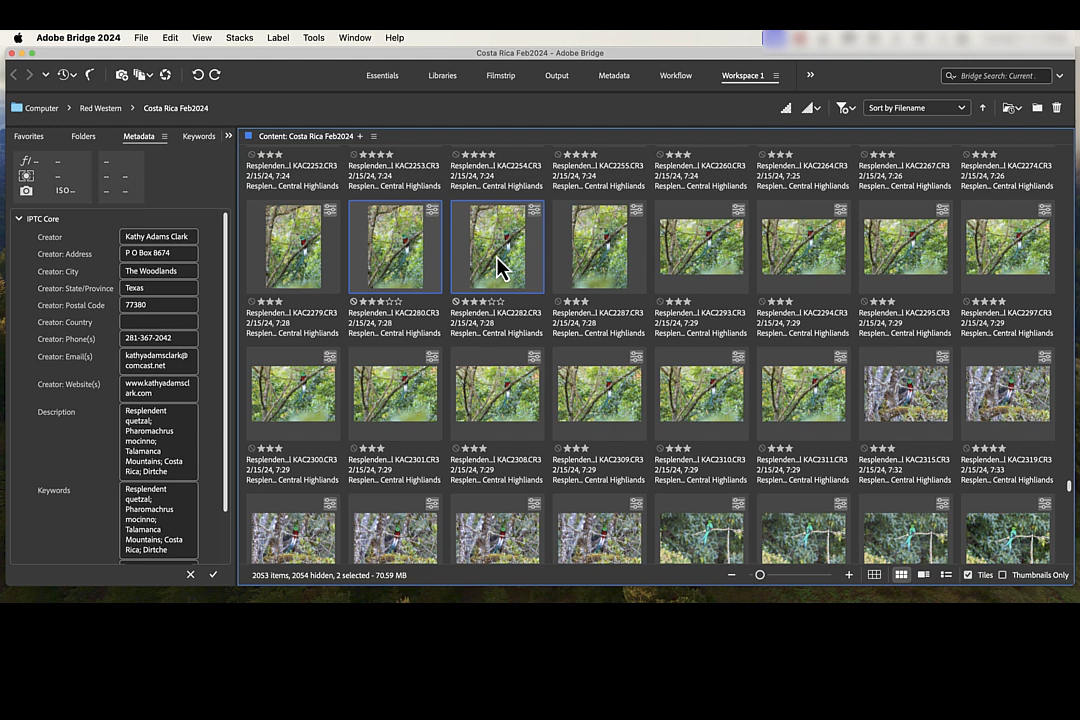 Adobe Bridge 2024 File Edit View Stacks Label Tools Window Help
Costa Rica Feb2024 - Adobe Bridge
Essentials Libraries Filmstrip Output Metadata Workflow Workspace 1 Bridge Search: Current
Computer Red Western Costa Rica Feb2024 Sort by Filename
Favorites Folders Metadata Keywords Content: Costa Rica Feb2024
KAC2252.CR3 KAC2253.CR3 KAC2254.CR3 KAC2255.CR3 KAC2260.CR3 KAC2264.CR3 KAC2267.CR3 KAC2274.CR3
2/15/24, 7:24 2/15/24, 7:24 2/15/24, 7:24 2/15/24, 7:24 2/15/24, 7:24 2/15/24, 7:25 2/15/24, 7:26 2/15/24, 7:26
Resplen... Central Highlands Resplen... Central Highlands Resplen... Central Highlands Resplen... Central Highlands Resplen... Central Highlands Resplen... Central Highlands Resplen... Central Highlands Resplen... Central Highlands
ISO
IPTC Core
Creator Kathy Adams Clark
Creator: Address P O Box 8674
Creator: City The Woodlands
Creator: State/Province Texas
Creator: Postal Code 77380
Creator: Country
Creator: Phone(s) 281-367-2042
Creator: Email(s) kathyadamsclark@
comcast.net
Creator: Website(s) www.kathyadamscl
ark.com
Description Resplendent
quetzal;
Pharomachrus
mocinno;
Talamanca
Mountains; Costa
Rica; Dirtche
Keywords Resplendent
quetzal;
Pharomachrus
mocinno;
Talamanca
Mountains; Costa
Rica; Dirtche
Resplenden...l KAC2279.CR3 Resplenden...l KAC2280.CR3 Resplenden...l KAC2282.CR3 Resplenden...l KAC2287.CR3 Resplenden...l KAC2293.CR3 Resplenden...l KAC2294.CR3 Resplenden...l KAC2295.CR3 Resplenden...l KAC2297.CR3
2/15/24, 7:28 2/15/24, 7:28 2/15/24, 7:28 2/15/24, 7:28 2/15/24, 7:29 2/15/24, 7:29 2/15/24, 7:29 2/15/24, 7:29
Resplen... Central Highlands Resplen... Central Highlands Resplen... Central Highlands Resplen... Central Highlands Resplen... Central Highlands Resplen... Central Highlands Resplen... Central Highlands Resplen... Central Highlands
Resplenden...l KAC2300.CR3 Resplenden...l KAC2301.CR3 Resplenden...l KAC2308.CR3 Resplenden...l KAC2309.CR3 Resplenden...l KAC2310.CR3 Resplenden...l KAC2311.CR3 Resplenden...l KAC2315.CR3 Resplenden...l KAC2319.CR3
2/15/24, 7:29 2/15/24, 7:29 2/15/24, 7:29 2/15/24, 7:29 2/15/24, 7:29 2/15/24, 7:29 2/15/24, 7:32 2/15/24, 7:33
Resplen... Central Highlands Resplen... Central Highlands Resplen... Central Highlands Resplen... Central Highlands Resplen... Central Highlands Resplen... Central Highlands Resplen... Central Highlands Resplen... Central Highlands
2053 items, 2054 hidden, 2 selected - 70.59 MB Tiles Thumbnails Only